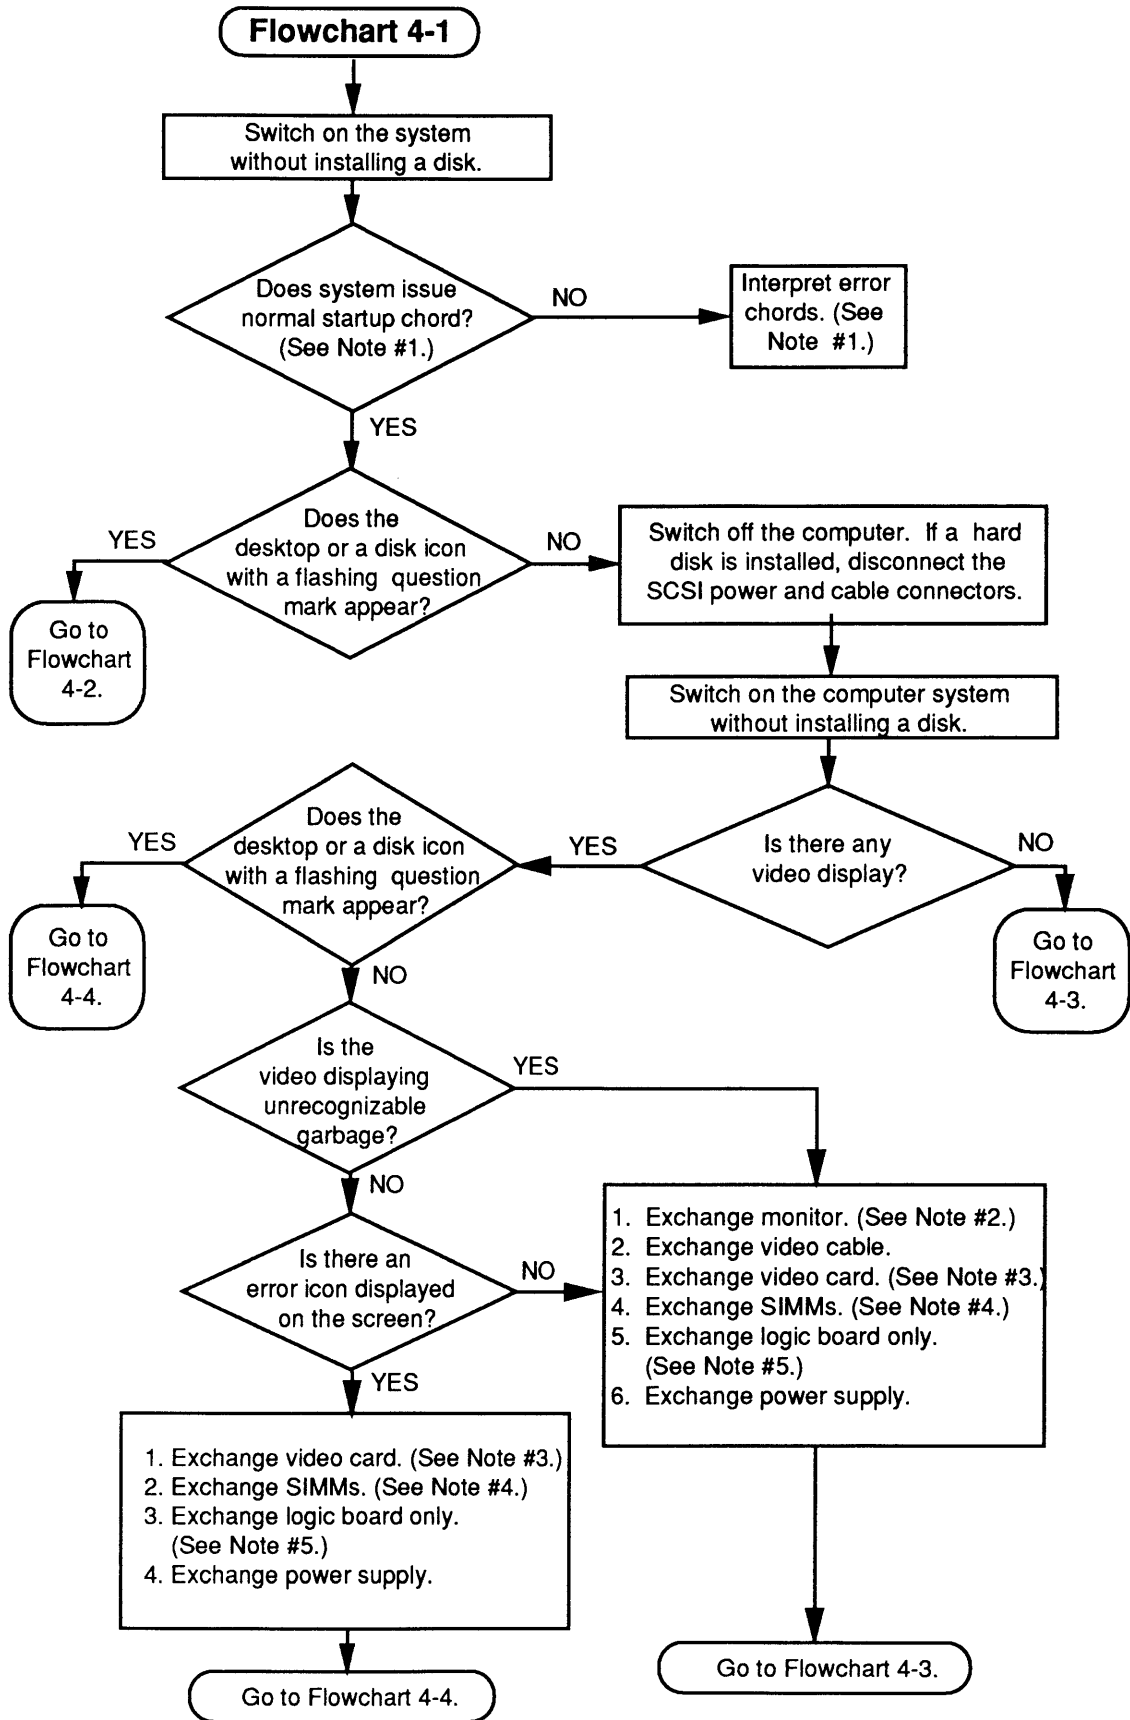 Flowchart 4-1
Switch on the system
without installing a disk.
Does system issue
normal startup chord?
(See Note #1.)
NO
Interpret error
chords. (See
Note #1.)
YES
Does the
desktop or a disk icon
with a flashing question
mark appear?
YES
Go to
Flowchart
4-2.
NO
Switch off the computer. If a hard
disk is installed, disconnect the
SCSI power and cable connectors.
Switch on the computer system
without installing a disk.
Is there any
video display?
NO
Go to
Flowchart
4-3.
YES
Does the
desktop or a disk icon
with a flashing question
mark appear?
YES
Go to
Flowchart
4-4.
NO
Is the
video displaying
unrecognizable
garbage?
YES
NO
Is there an
error icon displayed
on the screen?
NO
1. Exchange monitor. (See Note #2.)
2. Exchange video cable.
3. Exchange video card. (See Note #3.)
4. Exchange SIMMs. (See Note #4.)
5. Exchange logic board only.
(See Note #5.)
6. Exchange power supply.
YES
1. Exchange video card. (See Note #3.)
2. Exchange SIMMs. (See Note #4.)
3. Exchange logic board only.
(See Note #5.)
4. Exchange power supply.
Go to Flowchart 4-3.
Go to Flowchart 4-4.